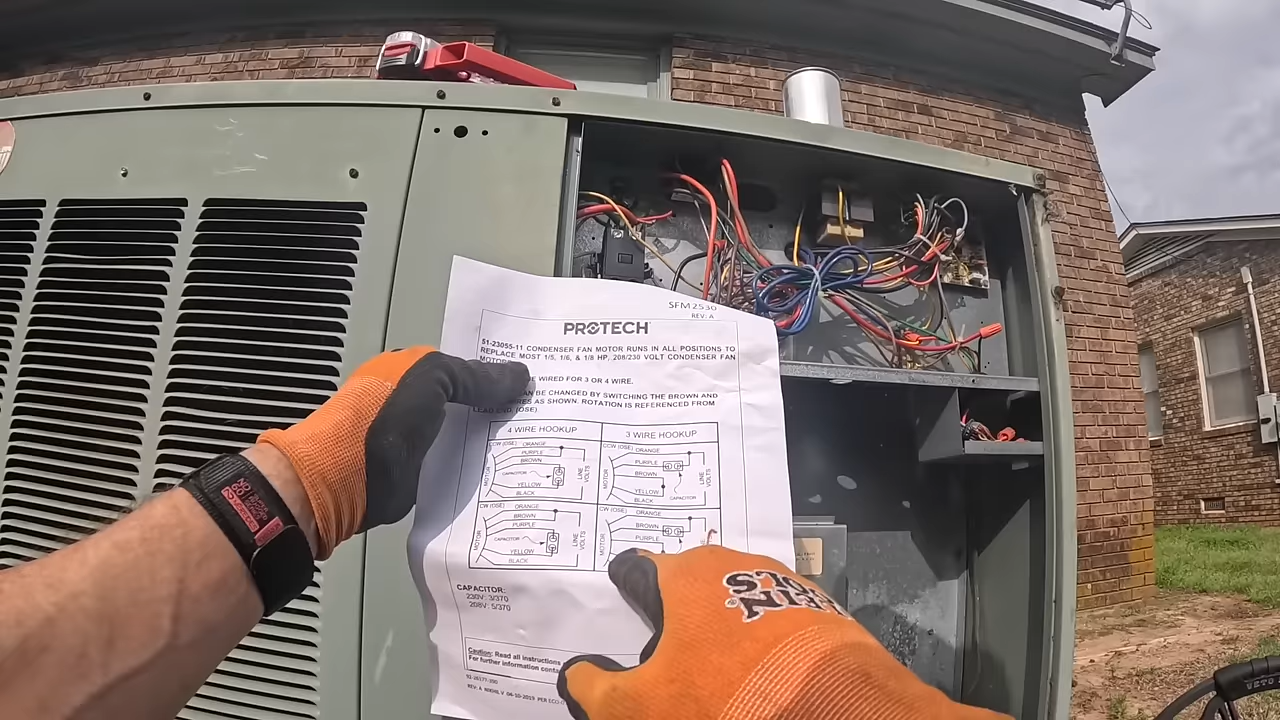 SFM2530
REV. A
PROTECH
51-23055-11 CONDENSER FAN MOTOR RUNS IN ALL POSITIONS TO
REPLACE MOST 1/5, 1/6, & 1/8 HP, 208/230 VOLT CONDENSER FAN
MOTORS
WIRED FOR 3 OR 4 WIRE.
BE CHANGED BY SWITCHING THE BROWN AND
AS SHOWN. ROTATION IS REFERENCED FROM
LEAD END. (OSE)
4 WIRE HOOKUP
3 WIRE HOOKUP
CCW (OSE)
ORANGE
PURPLE
BROWN
CAPACITOR
YELLOW
BLACK
MOTOR
LINE VOLTS
CCW (OSE)
ORANGE
PURPLE
BROWN
YELLOW
BLACK
CAPACITOR
MOTOR
LINE VOLTS
CW (OSE)
ORANGE
BROWN
PURPLE
CAPACITOR
YELLOW
BLACK
MOTOR
LINE VOLTS
CW (OSE)
ORANGE
BROWN
PURPLE
MOTOR
CAPACITOR:
230V: 3/370
208V: 5/370
Caution: Read all instructions
For further information
VETO